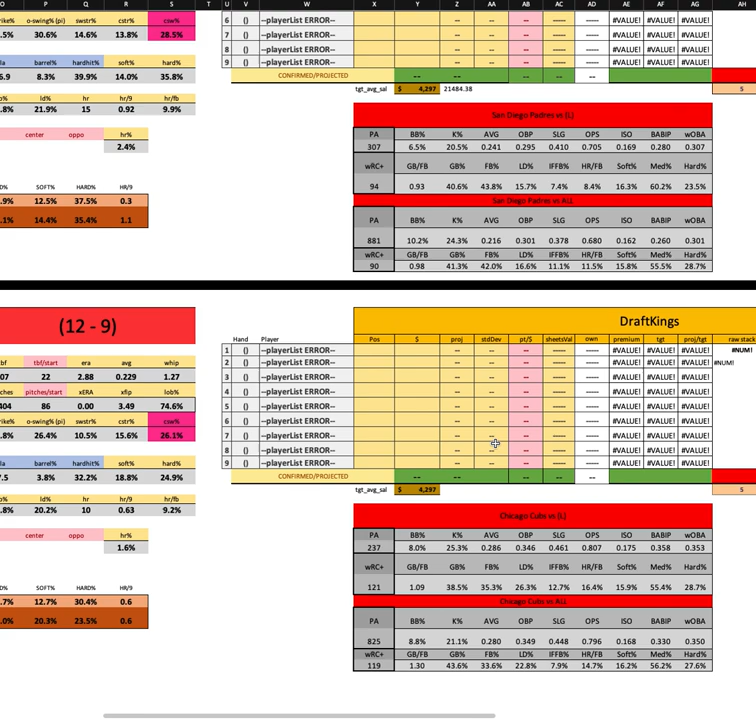 O P Q R S T U V W X Y Z AA AB AC AD AE AF AG AH
rike% o-swing% (pi) swstr% cstr% csw% 6 () --playerList ERROR-- -- -- -- ----- ----- #VALUE! #VALUE! #VALUE!
.5% 30.6% 14.6% 13.8% 28.5% 7 () --playerList ERROR-- -- -- -- ----- ----- #VALUE! #VALUE! #VALUE!
8 () --playerList ERROR-- -- -- -- ----- ----- #VALUE! #VALUE! #VALUE!
la barrel% hardhit% soft% hard% 9 () --playerList ERROR-- -- -- -- ----- ----- #VALUE! #VALUE! #VALUE!
6.9 8.3% 39.9% 14.0% 35.8% CONFIRMED/PROJECTED -- -- -- -- --
tgt_avg_sal $ 4,297 21484.38 5
b% ld% hr hr/9 hr/fb
.8% 21.9% 15 0.92 9.9% San Diego Padres vs (L)
center oppo hr% PA BB% K% AVG OBP SLG OPS ISO BABIP wOBA
2.4% 307 6.5% 20.5% 0.241 0.295 0.410 0.705 0.169 0.280 0.307
wRC+ GB/FB GB% FB% LD% IFFB% HR/FB Soft% Med% Hard%
D% SOFT% HARD% HR/9 94 0.93 40.6% 43.8% 15.7% 7.4% 8.4% 16.3% 60.2% 23.5%
.9% 12.5% 37.5% 0.3 San Diego Padres vs ALL
.1% 14.4% 35.4% 1.1 PA BB% K% AVG OBP SLG OPS ISO BABIP wOBA
881 10.2% 24.3% 0.216 0.301 0.378 0.680 0.162 0.260 0.301
wRC+ GB/FB GB% FB% LD% IFFB% HR/FB Soft% Med% Hard%
90 0.98 41.3% 42.0% 16.6% 11.1% 11.5% 15.8% 55.5% 28.7%
(12 - 9) DraftKings
Hand Player Pos $ proj stdDev pt/$ sheetsVal own premium tgt proj/tgt raw stack
1 () --playerList ERROR-- -- -- -- ----- ----- #VALUE! #VALUE! #VALUE! #NUM!
bf tbf/start era avg whip 2 () --playerList ERROR-- -- -- -- ----- ----- #VALUE! #VALUE! #VALUE! #NUM!
07 22 2.88 0.229 1.27 3 () --playerList ERROR-- -- -- -- ----- ----- #VALUE! #VALUE! #VALUE!
ches pitches/start xERA xfip lob% 4 () --playerList ERROR-- -- -- -- ----- ----- #VALUE! #VALUE! #VALUE!
404 86 0.00 3.49 74.6% 5 () --playerList ERROR-- -- -- -- ----- ----- #VALUE! #VALUE! #VALUE!
rike% o-swing% (pi) swstr% cstr% csw% 6 () --playerList ERROR-- -- -- -- ----- ----- #VALUE! #VALUE! #VALUE!
.8% 26.4% 10.5% 15.6% 26.1% 7 () --playerList ERROR-- -- -- -- ----- ----- #VALUE! #VALUE! #VALUE!
8 () --playerList ERROR-- -- -- -- ----- ----- #VALUE! #VALUE! #VALUE!
la barrel% hardhit% soft% hard% 9 () --playerList ERROR-- -- -- -- ----- ----- #VALUE! #VALUE! #VALUE!
7.5 3.8% 32.2% 18.8% 24.9% CONFIRMED/PROJECTED -- -- -- -- --
tgt_avg_sal $ 4,297 5
b% ld% hr hr/9 hr/fb
.8% 20.2% 10 0.63 9.2% Chicago Cubs vs (L)
center oppo hr% PA BB% K% AVG OBP SLG OPS ISO BABIP wOBA
1.6% 237 8.0% 25.3% 0.286 0.346 0.461 0.807 0.175 0.358 0.353
wRC+ GB/FB GB% FB% LD% IFFB% HR/FB Soft% Med% Hard%
D% SOFT% HARD% HR/9 121 1.09 38.5% 35.3% 26.3% 12.7% 16.4% 15.9% 55.4% 28.7%
.7% 12.7% 30.4% 0.6 Chicago Cubs vs ALL
.0% 20.3% 23.5% 0.6 PA BB% K% AVG OBP SLG OPS ISO BABIP wOBA
825 8.8% 21.1% 0.280 0.349 0.448 0.796 0.168 0.330 0.350
wRC+ GB/FB GB% FB% LD% IFFB% HR/FB Soft% Med% Hard%
119 1.30 43.6% 33.6% 22.8% 7.9% 14.7% 16.2% 56.2% 27.6%